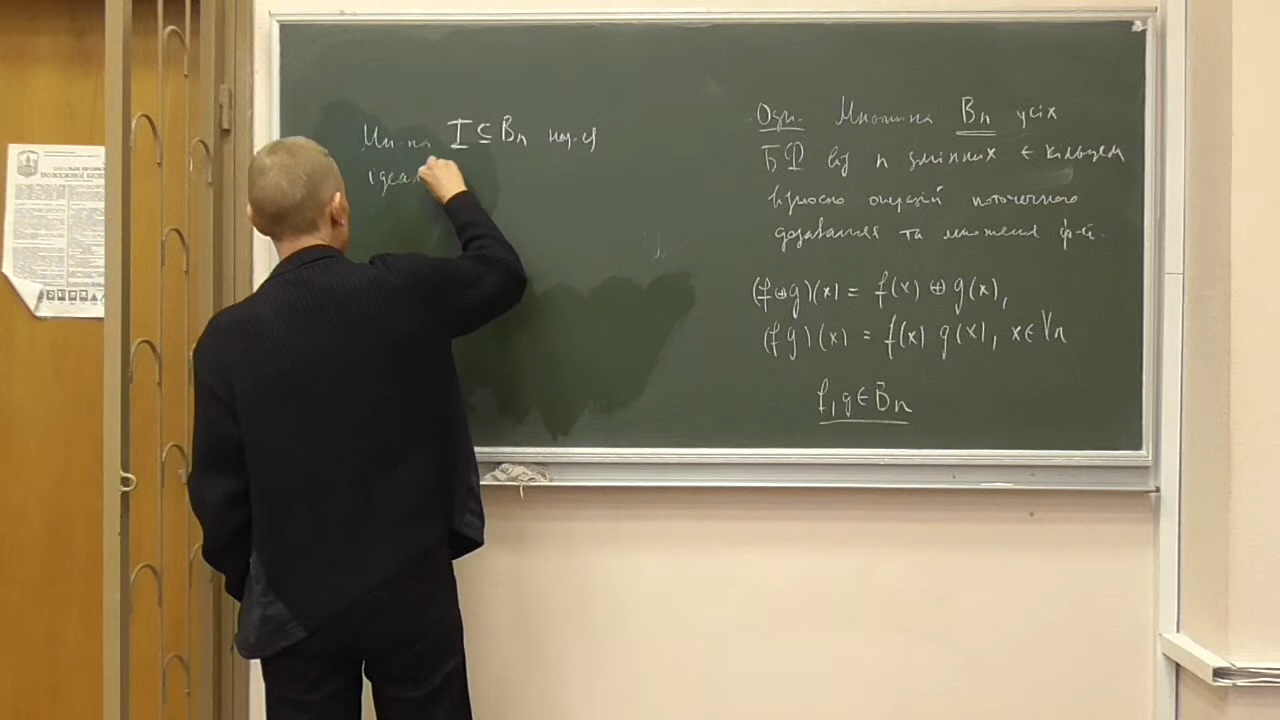 Мн-на I ⊆ Bn наз-ся
ідеал
Озн. Множина Bn усіх
БФ від n змінних є кільцем
відносно операцій поточечного
додавання та множення ф-й.
(f⊕g)(x) = f(x) ⊕ g(x),
(fg)(x) = f(x) g(x), x∈Vn
f, g ∈ Bn